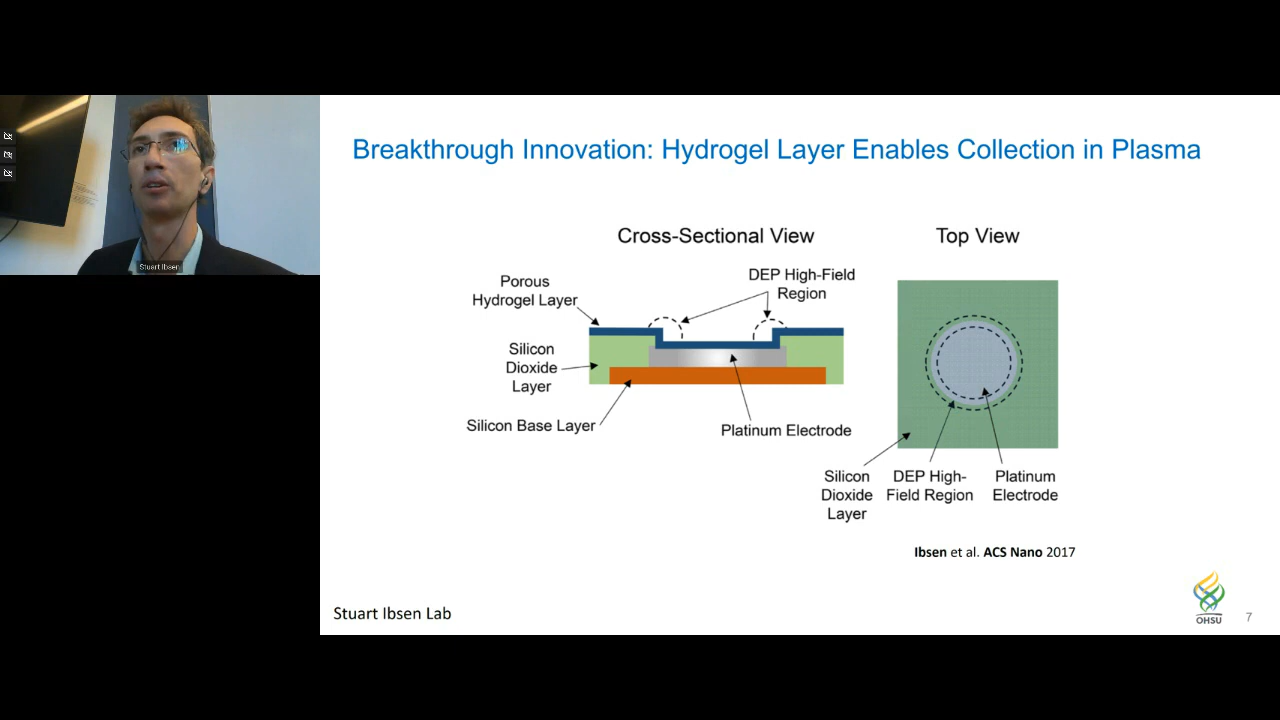 Breakthrough Innovation: Hydrogel Layer Enables Collection in Plasma
Cross-Sectional View
Top View
Porous
Hydrogel Layer
DEP High-Field
Region
Silicon
Dioxide
Layer
Silicon Base Layer
Platinum Electrode
Silicon
Dioxide
Layer
DEP High-
Field Region
Platinum
Electrode
Ibsen et al. ACS Nano 2017
Stuart Ibsen Lab
OHSU
7
Stuart Ibsen